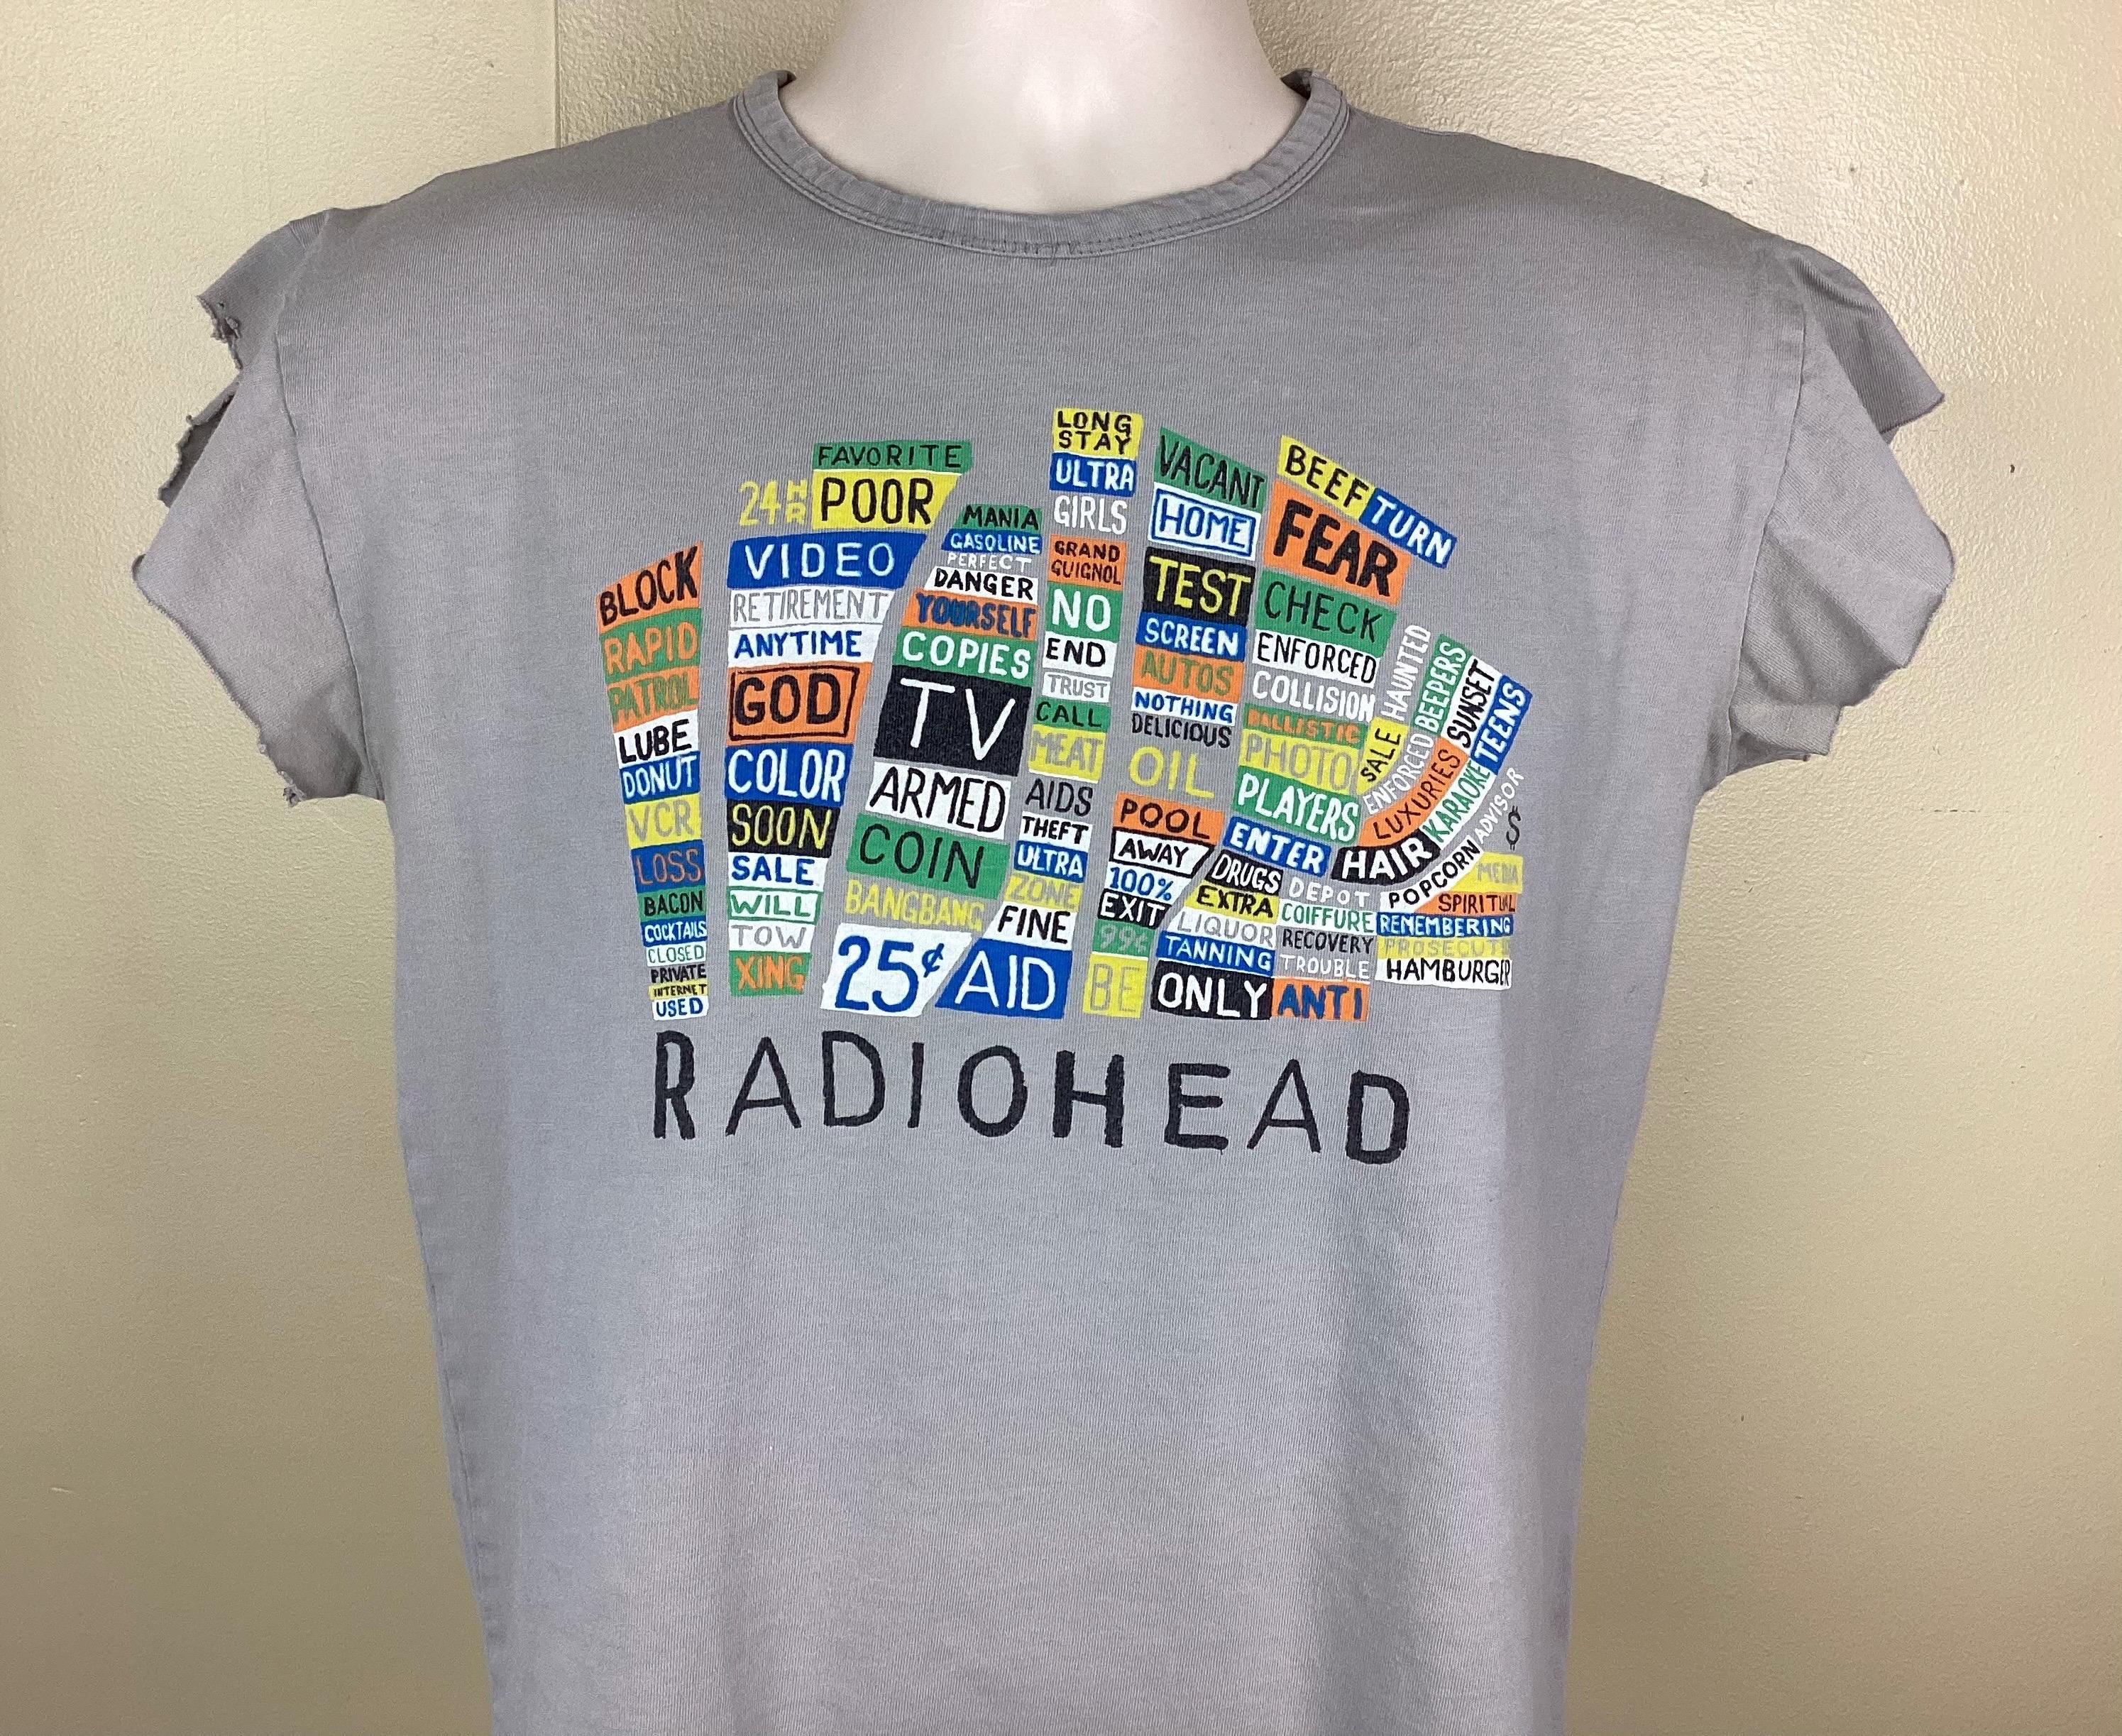 BLOCK
RAPID
PATROL
LUBE
DONUT
VCR
LOSS
BACON
COCKTAILS
CLOSED
PRIVATE
INTERNET
USED
FAVORITE
24 HR POOR
VIDEO
RETIREMENT
ANYTIME
GOD
COLOR
SOON
SALE
WILL
TOW
XING
MANIA
GASOLINE
PERFECT
DANGER
YOURSELF
COPIES
TV
ARMED
COIN
BANGBANG
25¢
LONG
STAY
ULTRA
GIRLS
GRAND
GUIGNOL
NO
END
TRUST
CALL
MEAT
AIDS
THEFT
ULTRA
ZONE
FINE
AID
VACANT
HOME
TEST
SCREEN
AUTOS
NOTHING
DELICIOUS
OIL
POOL
AWAY
100%
EXIT
99¢
BE
BEEF TURN
FEAR
CHECK
ENFORCED
COLLISION
BALLISTIC
PHOTO
PLAYERS
ENTER
DRUGS
EXTRA
LIQUOR
TANNING
ONLY
SALE HAUNTED
ENFORCED BEEPERS
LUXURIES SUNSET
HAIR KARAOKE TEENS
POPCORN ADVISOR $
DEPOT
COIFFURE
RECOVERY
TROUBLE
ANTI
MEDIA
SPIRITUAL
REMEMBERING
PROSECUTE
HAMBURGER
RADIOHEAD